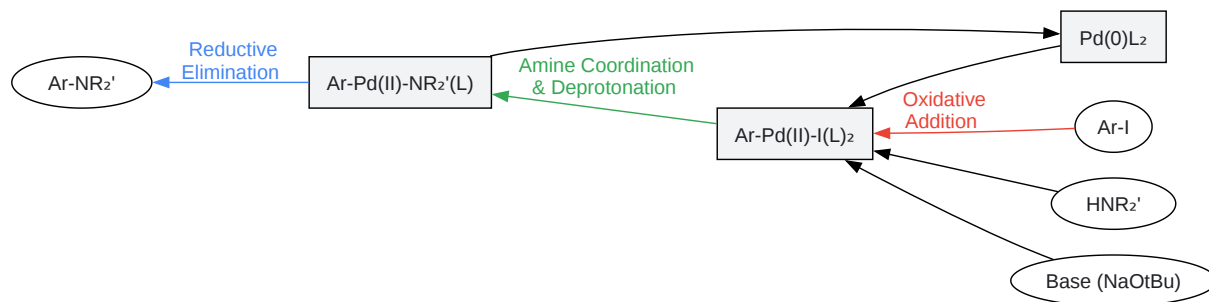 Ar-NR₂'
Reductive
Elimination
Ar-Pd(II)-NR₂'(L)
Amine Coordination
& Deprotonation
Ar-Pd(II)-I(L)₂
Pd(0)L₂
Oxidative
Addition
Ar-I
HNR₂'
Base (NaOtBu)